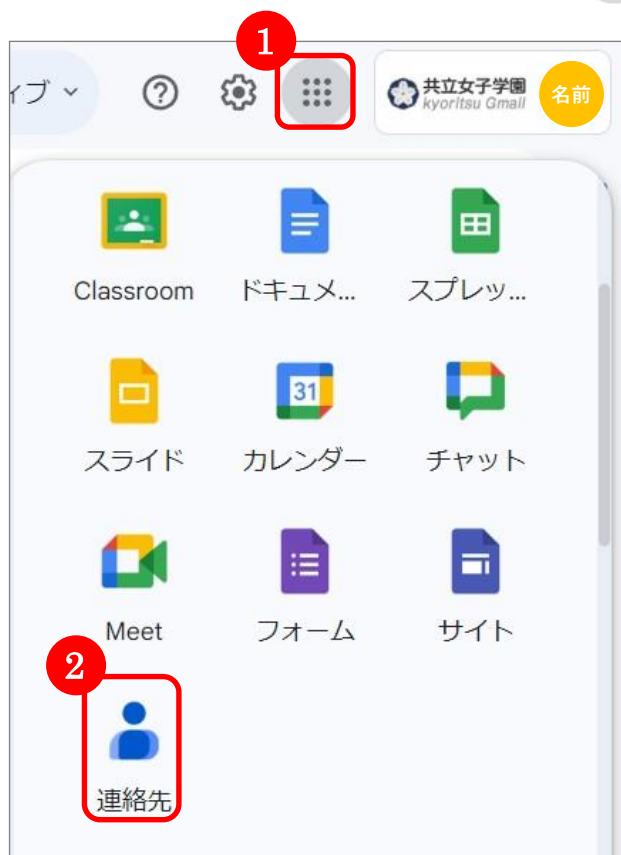 1
ィブ
共立女子学園
kyoritsu Gmail
名前
Classroom
ドキュメ...
スプレッ...
31
スライド
カレンダー
チャット
Meet
フォーム
サイト
2
連絡先